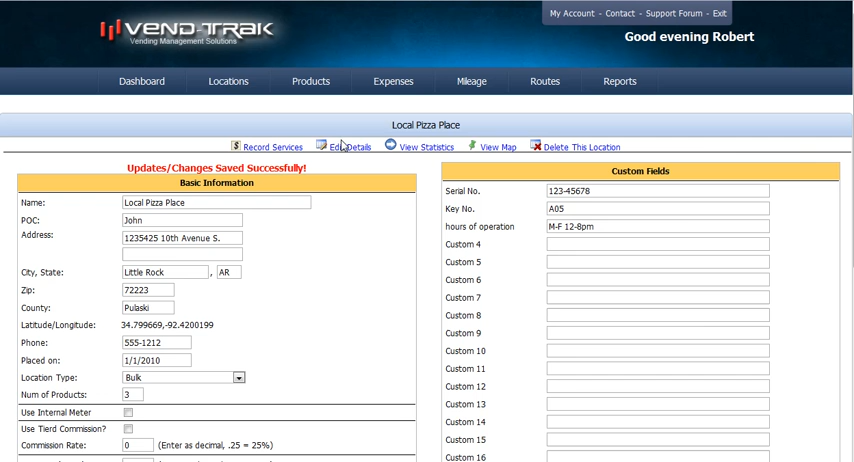 My Account - Contact - Support Forum - Exit
VEND-TRAK
Vending Management Solutions
Good evening Robert
Dashboard Locations Products Expenses Mileage Routes Reports
Local Pizza Place
$ Record Services Edit Details View Statistics View Map Delete This Location
Updates/Changes Saved Successfully!
Basic Information
Name: Local Pizza Place
POC: John
Address: 1235425 10th Avenue S.
City, State: Little Rock , AR
Zip: 72223
County: Pulaski
Latitude/Longitude: 34.799669,-92.4200199
Phone: 555-1212
Placed on: 1/1/2010
Location Type: Bulk
Num of Products: 3
Use Internal Meter
Use Tierd Commission?
Commission Rate: 0 (Enter as decimal, .25 = 25%)
Custom Fields
Serial No. 123-45678
Key No. A05
hours of operation M-F 12-8pm
Custom 4
Custom 5
Custom 6
Custom 7
Custom 8
Custom 9
Custom 10
Custom 11
Custom 12
Custom 13
Custom 14
Custom 15
Custom 16